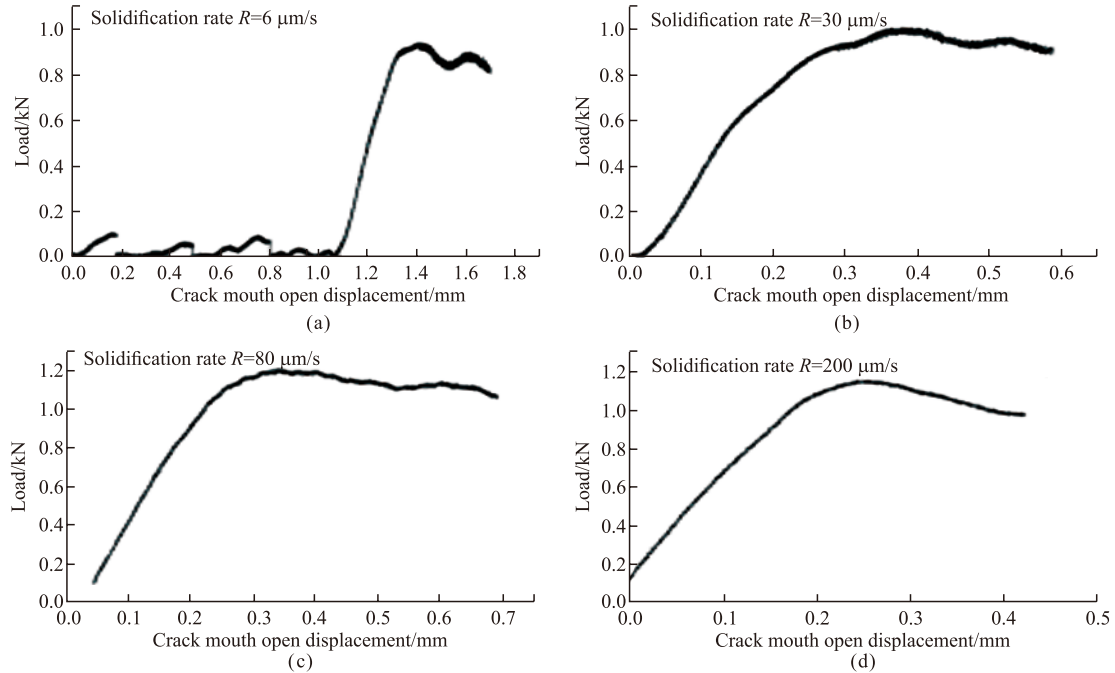 Solidification rate R=6 μm/s
1.0
0.8
0.6
0.4
0.2
0.0
Load/kN
0.0 0.2 0.4 0.6 0.8 1.0 1.2 1.4 1.6 1.8
Crack mouth open displacement/mm
(a)
Solidification rate R=30 μm/s
1.0
0.8
0.6
0.4
0.2
0.0
Load/kN
0.0 0.1 0.2 0.3 0.4 0.5 0.6
Crack mouth open displacement/mm
(b)
Solidification rate R=80 μm/s
1.2
1.0
0.8
0.6
0.4
0.2
0.0
Load/kN
0.0 0.1 0.2 0.3 0.4 0.5 0.6 0.7
Crack mouth open displacement/mm
(c)
Solidification rate R=200 μm/s
1.2
1.0
0.8
0.6
0.4
0.2
0.0
Load/kN
0.0 0.1 0.2 0.3 0.4 0.5
Crack mouth open displacement/mm
(d)